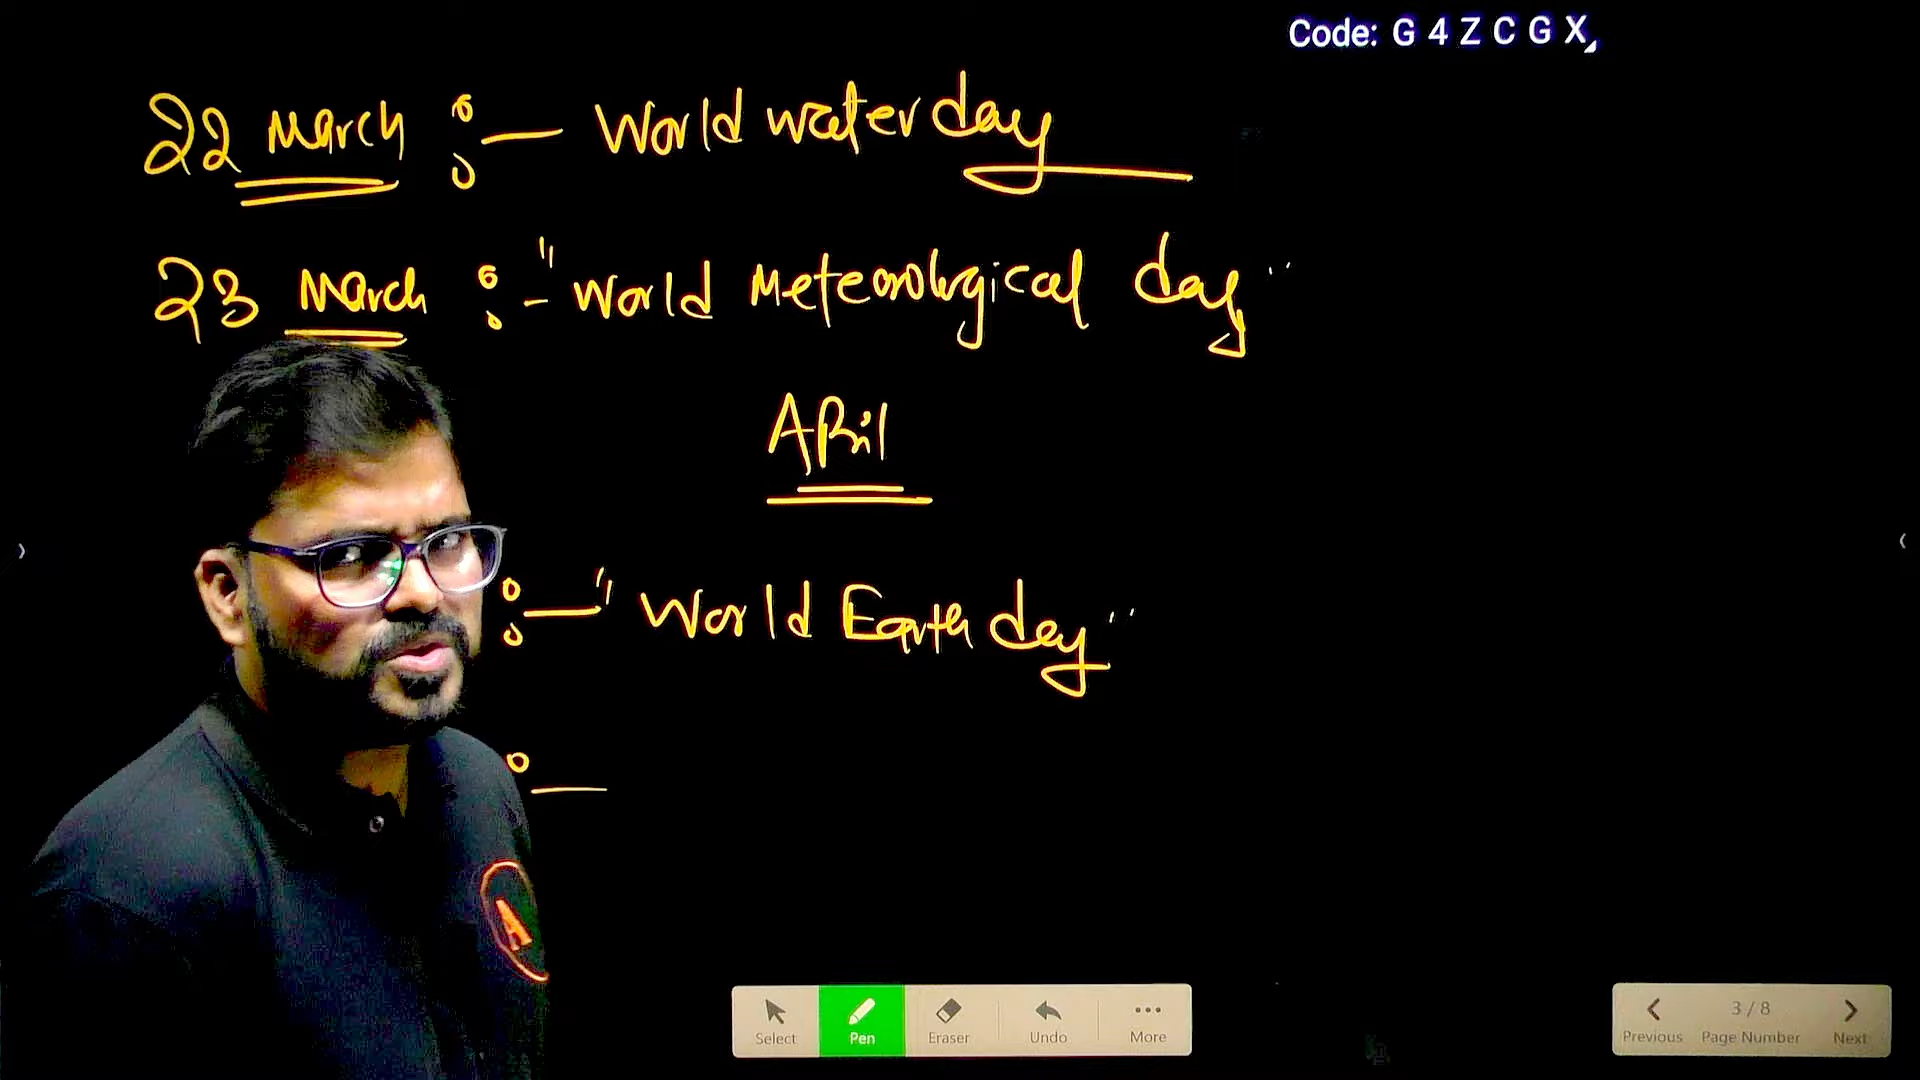 Code: G 4 Z C G X
22 March :— World water day
23 March :- "World Meteorological day"
April
:—" World Earth day"
A
Select Pen Eraser Undo More
3 / 8
Previous Page Number Next